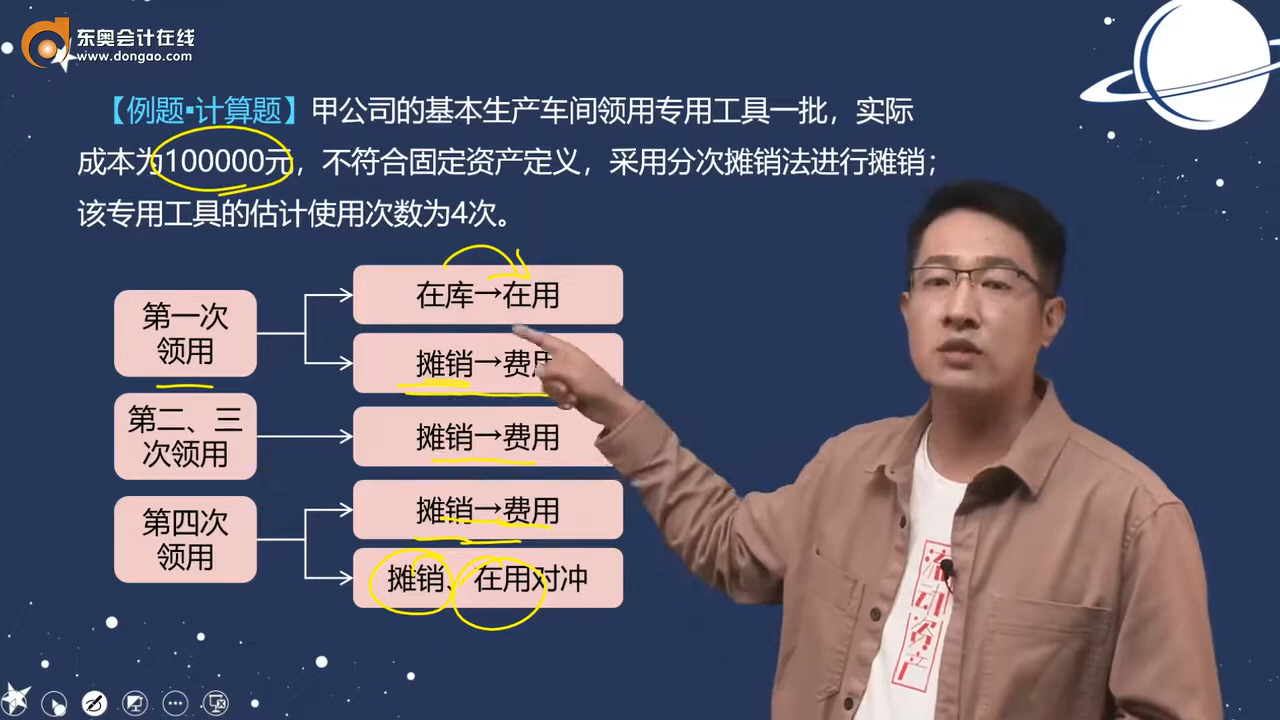 东奥会计在线
www.dongao.com
【例题▪计算题】甲公司的基本生产车间领用专用工具一批，实际
成本为100000元，不符合固定资产定义，采用分次摊销法进行摊销；
该专用工具的估计使用次数为4次。
第一次
领用
在库→在用
摊销→费用
第二、三
次领用
摊销→费用
第四次
领用
摊销→费用
摊销、在用对冲
流动资产